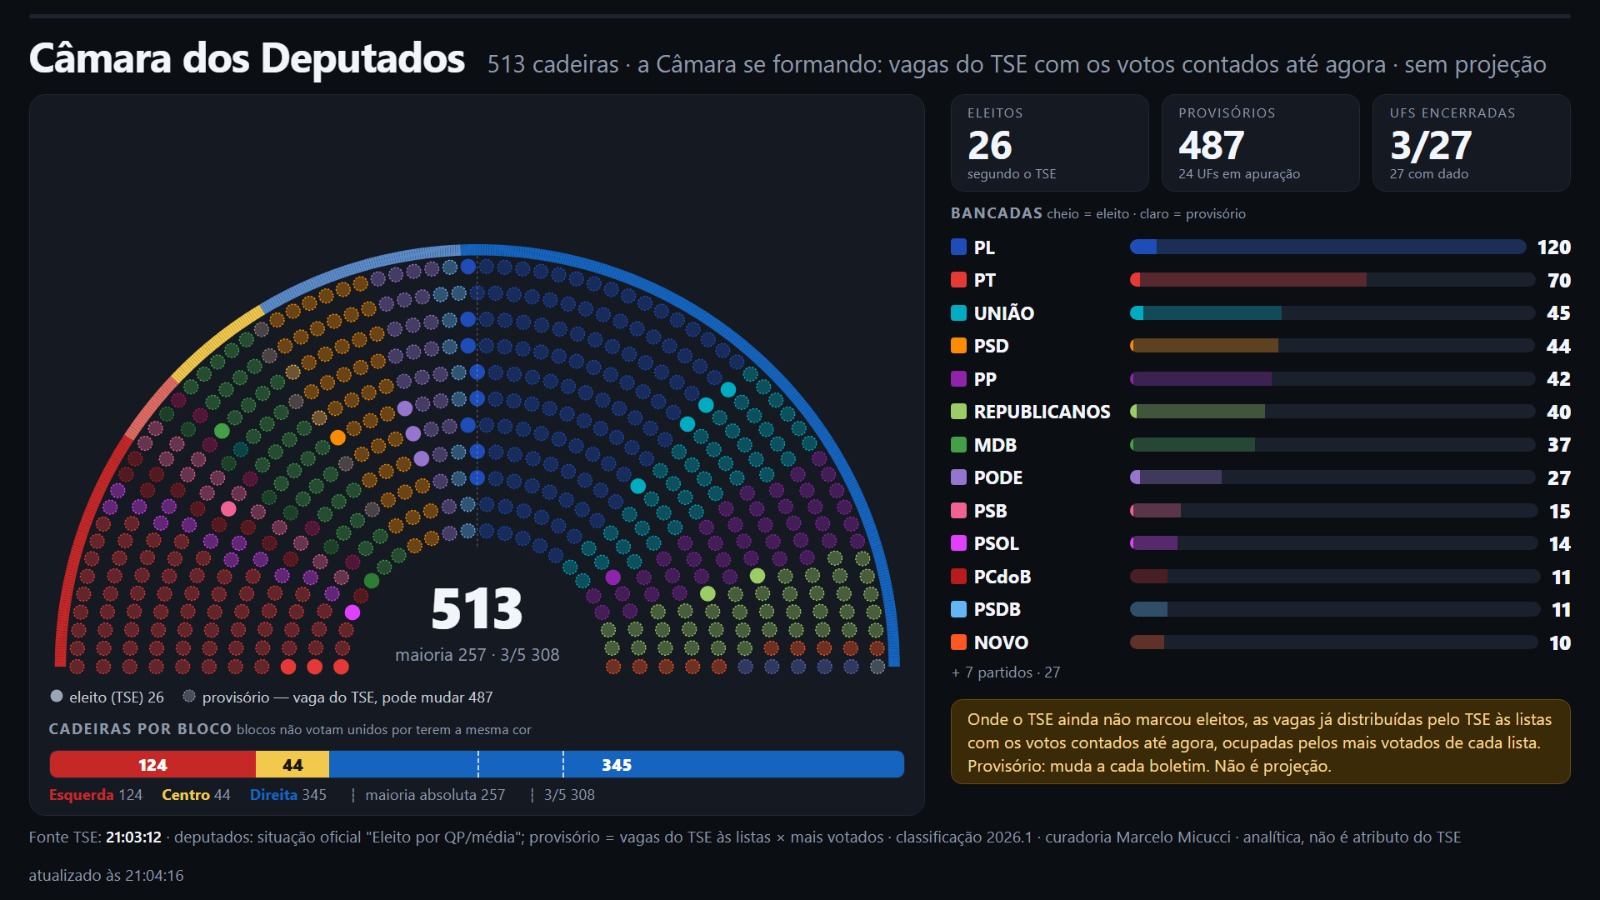 Câmara dos Deputados 513 cadeiras · a Câmara se formando: vagas do TSE com os votos contados até agora · sem projeção
513
maioria 257 · 3/5 308
eleito (TSE) 26 provisório — vaga do TSE, pode mudar 487
CADEIRAS POR BLOCO blocos não votam unidos por terem a mesma cor
124 44 345
Esquerda 124 Centro 44 Direita 345 ¦ maioria absoluta 257 ¦ 3/5 308
ELEITOS
26
segundo o TSE
PROVISÓRIOS
487
24 UFs em apuração
UFS ENCERRADAS
3/27
27 com dado
BANCADAS cheio = eleito · claro = provisório
PL 120
PT 70
UNIÃO 45
PSD 44
PP 42
REPUBLICANOS 40
MDB 37
PODE 27
PSB 15
PSOL 14
PCdoB 11
PSDB 11
NOVO 10
+ 7 partidos · 27
Onde o TSE ainda não marcou eleitos, as vagas já distribuídas pelo TSE às listas
com os votos contados até agora, ocupadas pelos mais votados de cada lista.
Provisório: muda a cada boletim. Não é projeção.
Fonte TSE: 21:03:12 · deputados: situação oficial "Eleito por QP/média"; provisório = vagas do TSE às listas × mais votados · classificação 2026.1 · curadoria Marcelo Micucci · analítica, não é atributo do TSE
atualizado às 21:04:16